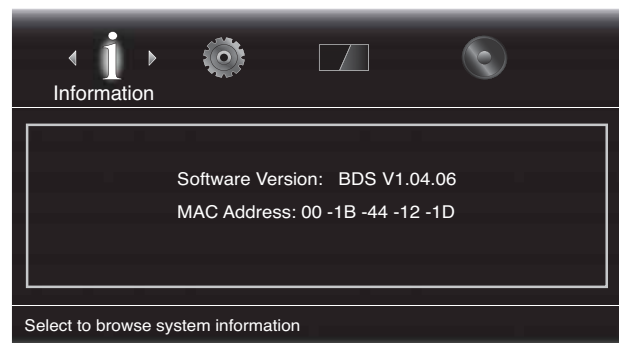 Information
Software Version: BDS V1.04.06
MAC Address: 00 -1B -44 -12 -1D
Select to browse system information